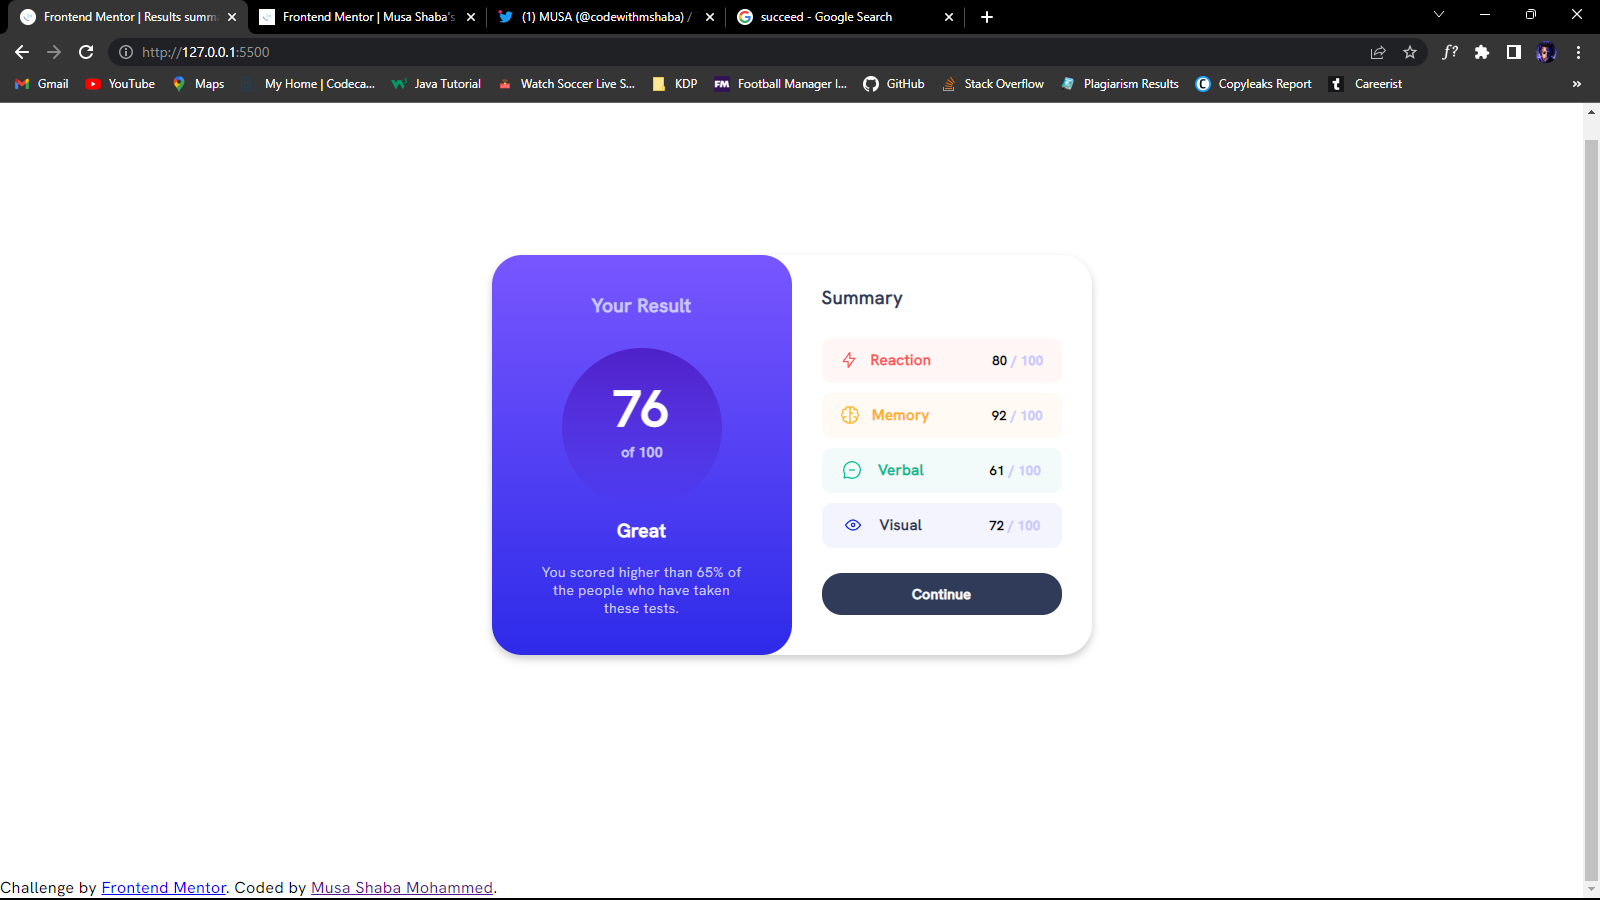 Frontend Mentor | Results summ
Frontend Mentor | Musa Shaba's
(1) MUSA (@codewithmshaba) /
succeed - Google Search
http://127.0.0.1:5500
f?
Gmail
YouTube
Maps
My Home | Codeca...
Java Tutorial
Watch Soccer Live S...
KDP
FM Football Manager I...
GitHub
Stack Overflow
Plagiarism Results
C Copyleaks Report
t Careerist
»
Your Result
76
of 100
Great
You scored higher than 65% of
the people who have taken
these tests.
Summary
Reaction 80 / 100
Memory 92 / 100
Verbal 61 / 100
Visual 72 / 100
Continue
Challenge by Frontend Mentor. Coded by Musa Shaba Mohammed.